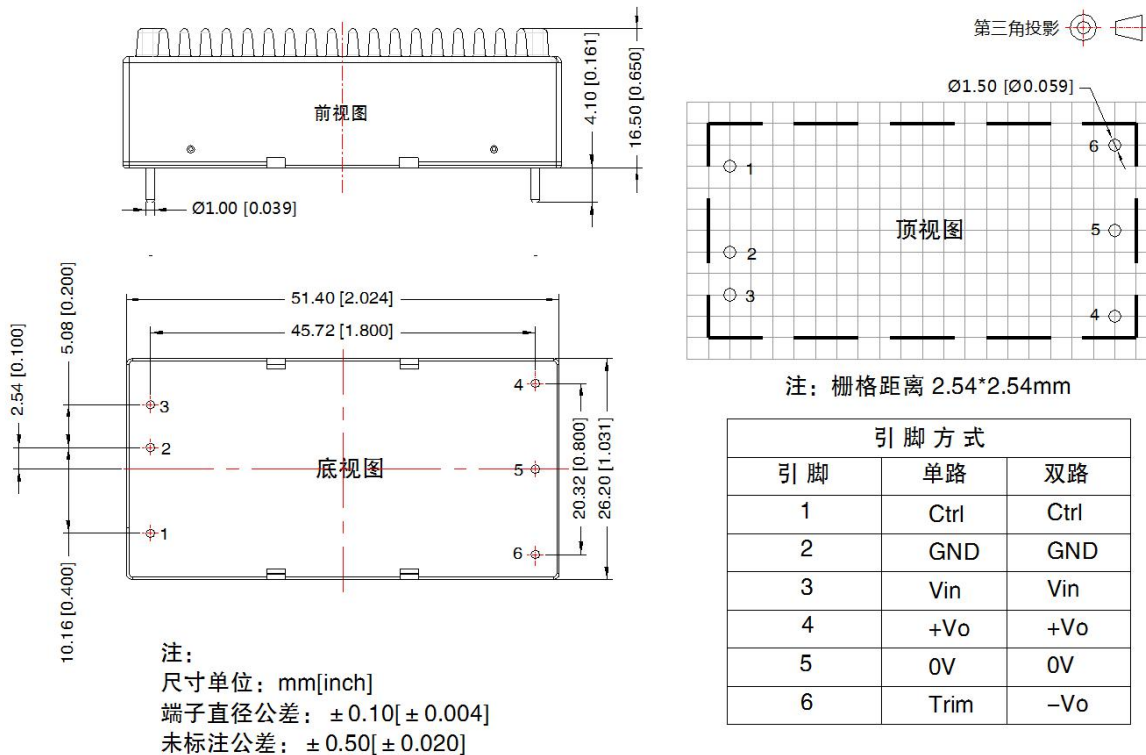 第三角投影
前视图
4.10 [0.161]
16.50 [0.650]
Ø1.00 [0.039]
Ø1.50 [Ø0.059]
6
1
顶视图
5
2
3
4
注：栅格距离 2.54*2.54mm
51.40 [2.024]
45.72 [1.800]
5.08 [0.200]
2.54 [0.100]
10.16 [0.400]
3
4
2
底视图
5
1
6
20.32 [0.800]
26.20 [1.031]
引脚方式
引脚 单路 双路
1 Ctrl Ctrl
2 GND GND
3 Vin Vin
4 +Vo +Vo
5 0V 0V
6 Trim –Vo
注：
尺寸单位：mm[inch]
端子直径公差：±0.10[±0.004]
未标注公差：±0.50[±0.020]